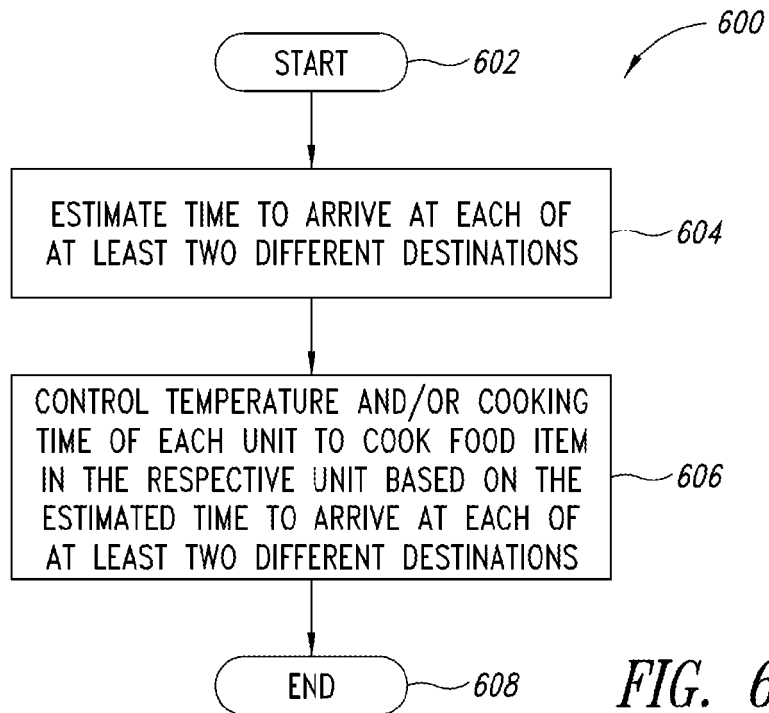 600
START
602
ESTIMATE TIME TO ARRIVE AT EACH OF
AT LEAST TWO DIFFERENT DESTINATIONS
604
CONTROL TEMPERATURE AND/OR COOKING
TIME OF EACH UNIT TO COOK FOOD ITEM
IN THE RESPECTIVE UNIT BASED ON THE
ESTIMATED TIME TO ARRIVE AT EACH OF
AT LEAST TWO DIFFERENT DESTINATIONS
606
END
608
FIG. 6